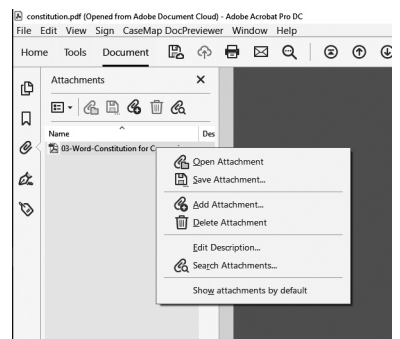 constitution.pdf (Opened from Adobe Document Cloud) - Adobe Acrobat Pro DC
File Edit View Sign CaseMap DocPreviewer Window Help
Home Tools Document
Attachments
Name Des
03-Word-Constitution for
Open Attachment
Save Attachment...
Add Attachment...
Delete Attachment
Edit Description...
Search Attachments...
Show attachments by default